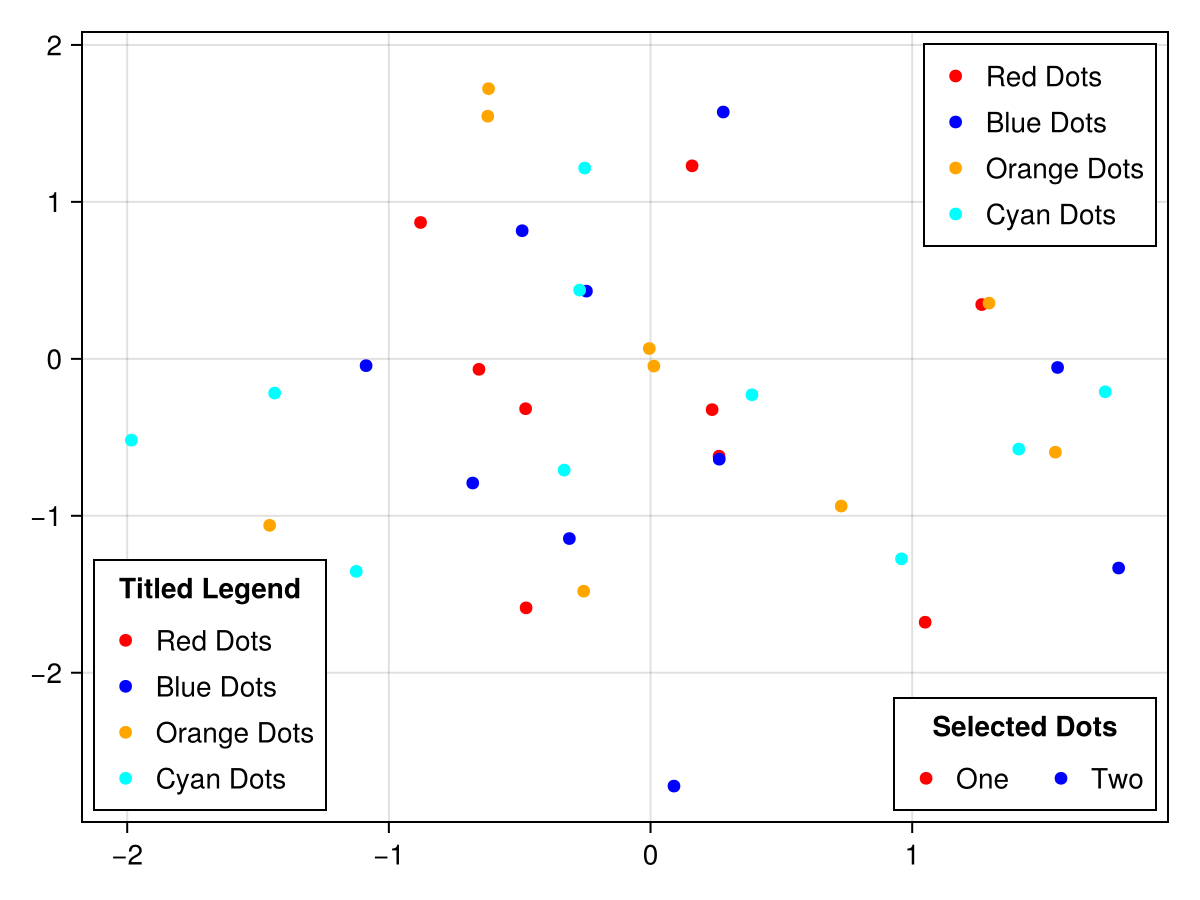 2
1
0
−1
−2
−2
−1
0
1
Red Dots
Blue Dots
Orange Dots
Cyan Dots
Titled Legend
Red Dots
Blue Dots
Orange Dots
Cyan Dots
Selected Dots
One Two